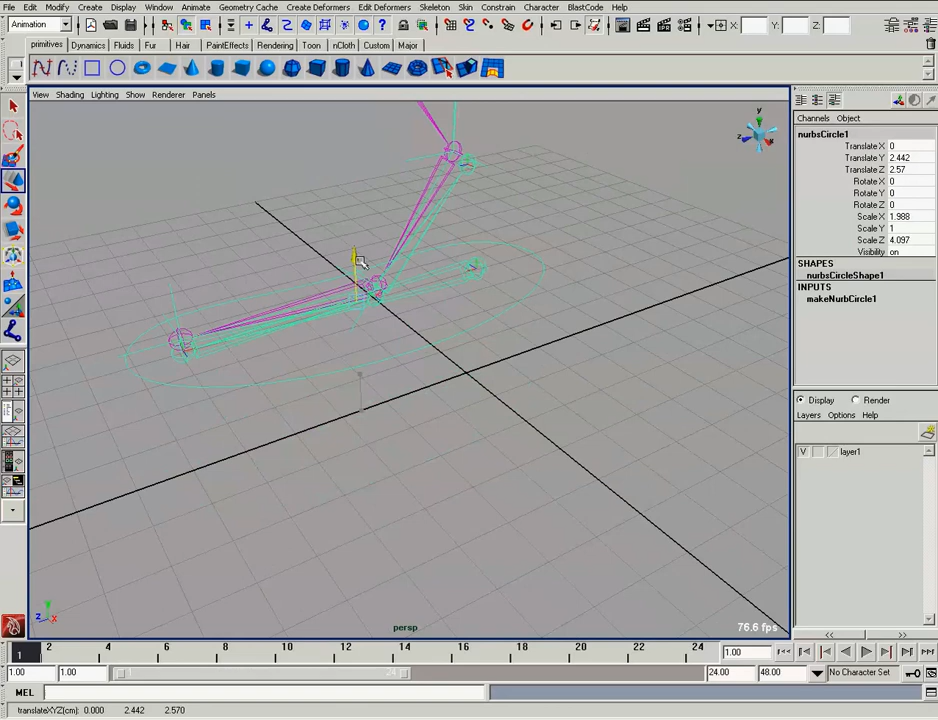 File Edit Modify Create Display Window Animate Geometry Cache Create Deformers Edit Deformers Skeleton Skin Constrain Character BlastCode Help
Animation X: Y: Z:
primitives Dynamics Fluids Fur Hair PaintEffects Rendering Toon nCloth Custom Major
View Shading Lighting Show Renderer Panels
Channels Object
nurbsCircle1
Translate X 0
Translate Y 2.442
Translate Z 2.57
Rotate X 0
Rotate Y 0
Rotate Z 0
Scale X 1.988
Scale Y 1
Scale Z 4.097
Visibility on
SHAPES
nurbsCircleShape1
INPUTS
makeNurbCircle1
y
z
x
Display Render
Layers Options Help
V layer1
y
z x
persp
76.6 fps
<< >>
1 2 4 6 8 10 12 14 16 18 20 22 24 1.00
1.00 1.00 24 24.00 48.00 No Character Set
MEL
translateXYZ(cm): 0.000 2.442 2.570